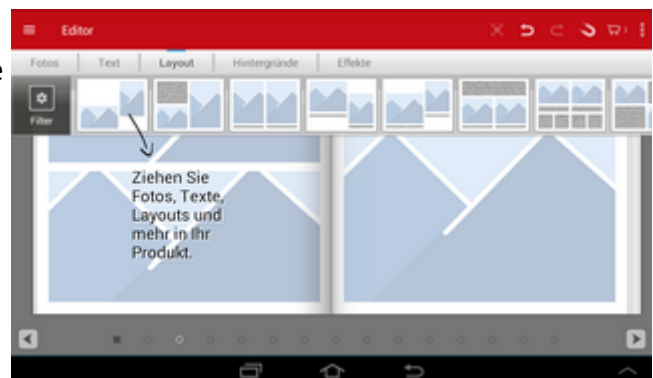 Editor
Fotos
Text
Layout
Hintergründe
Effekte
Filter
Ziehen Sie
Fotos, Texte,
Layouts und
mehr in Ihr
Produkt.